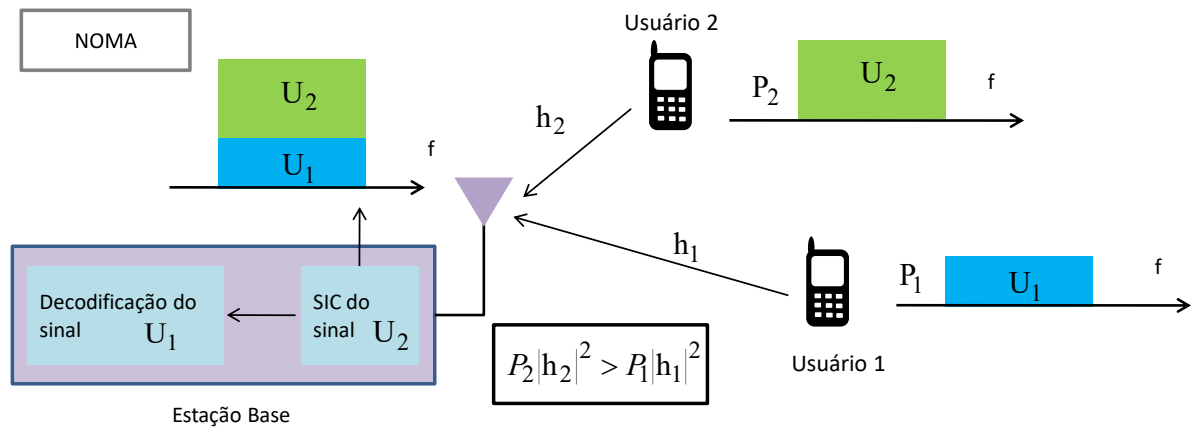 NOMA
Usuário 2
U₂
U₁
f
P₂
U₂
f
h₂
h₁
P₁
U₁
f
Usuário 1
Decodificação do
sinal U₁
SIC do
sinal U₂
P₂|h₂|² > P₁|h₁|²
Estação Base